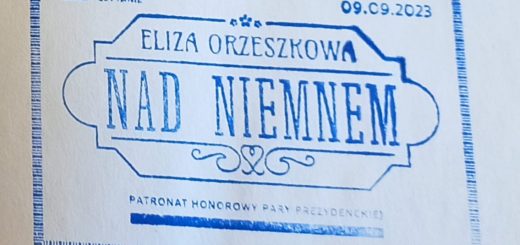 09.09.2023
ELIZA ORZESZKOWA
NAD NIEMNEM
PATRONAT HONOROWY PARY PREZYDENCKIEJ